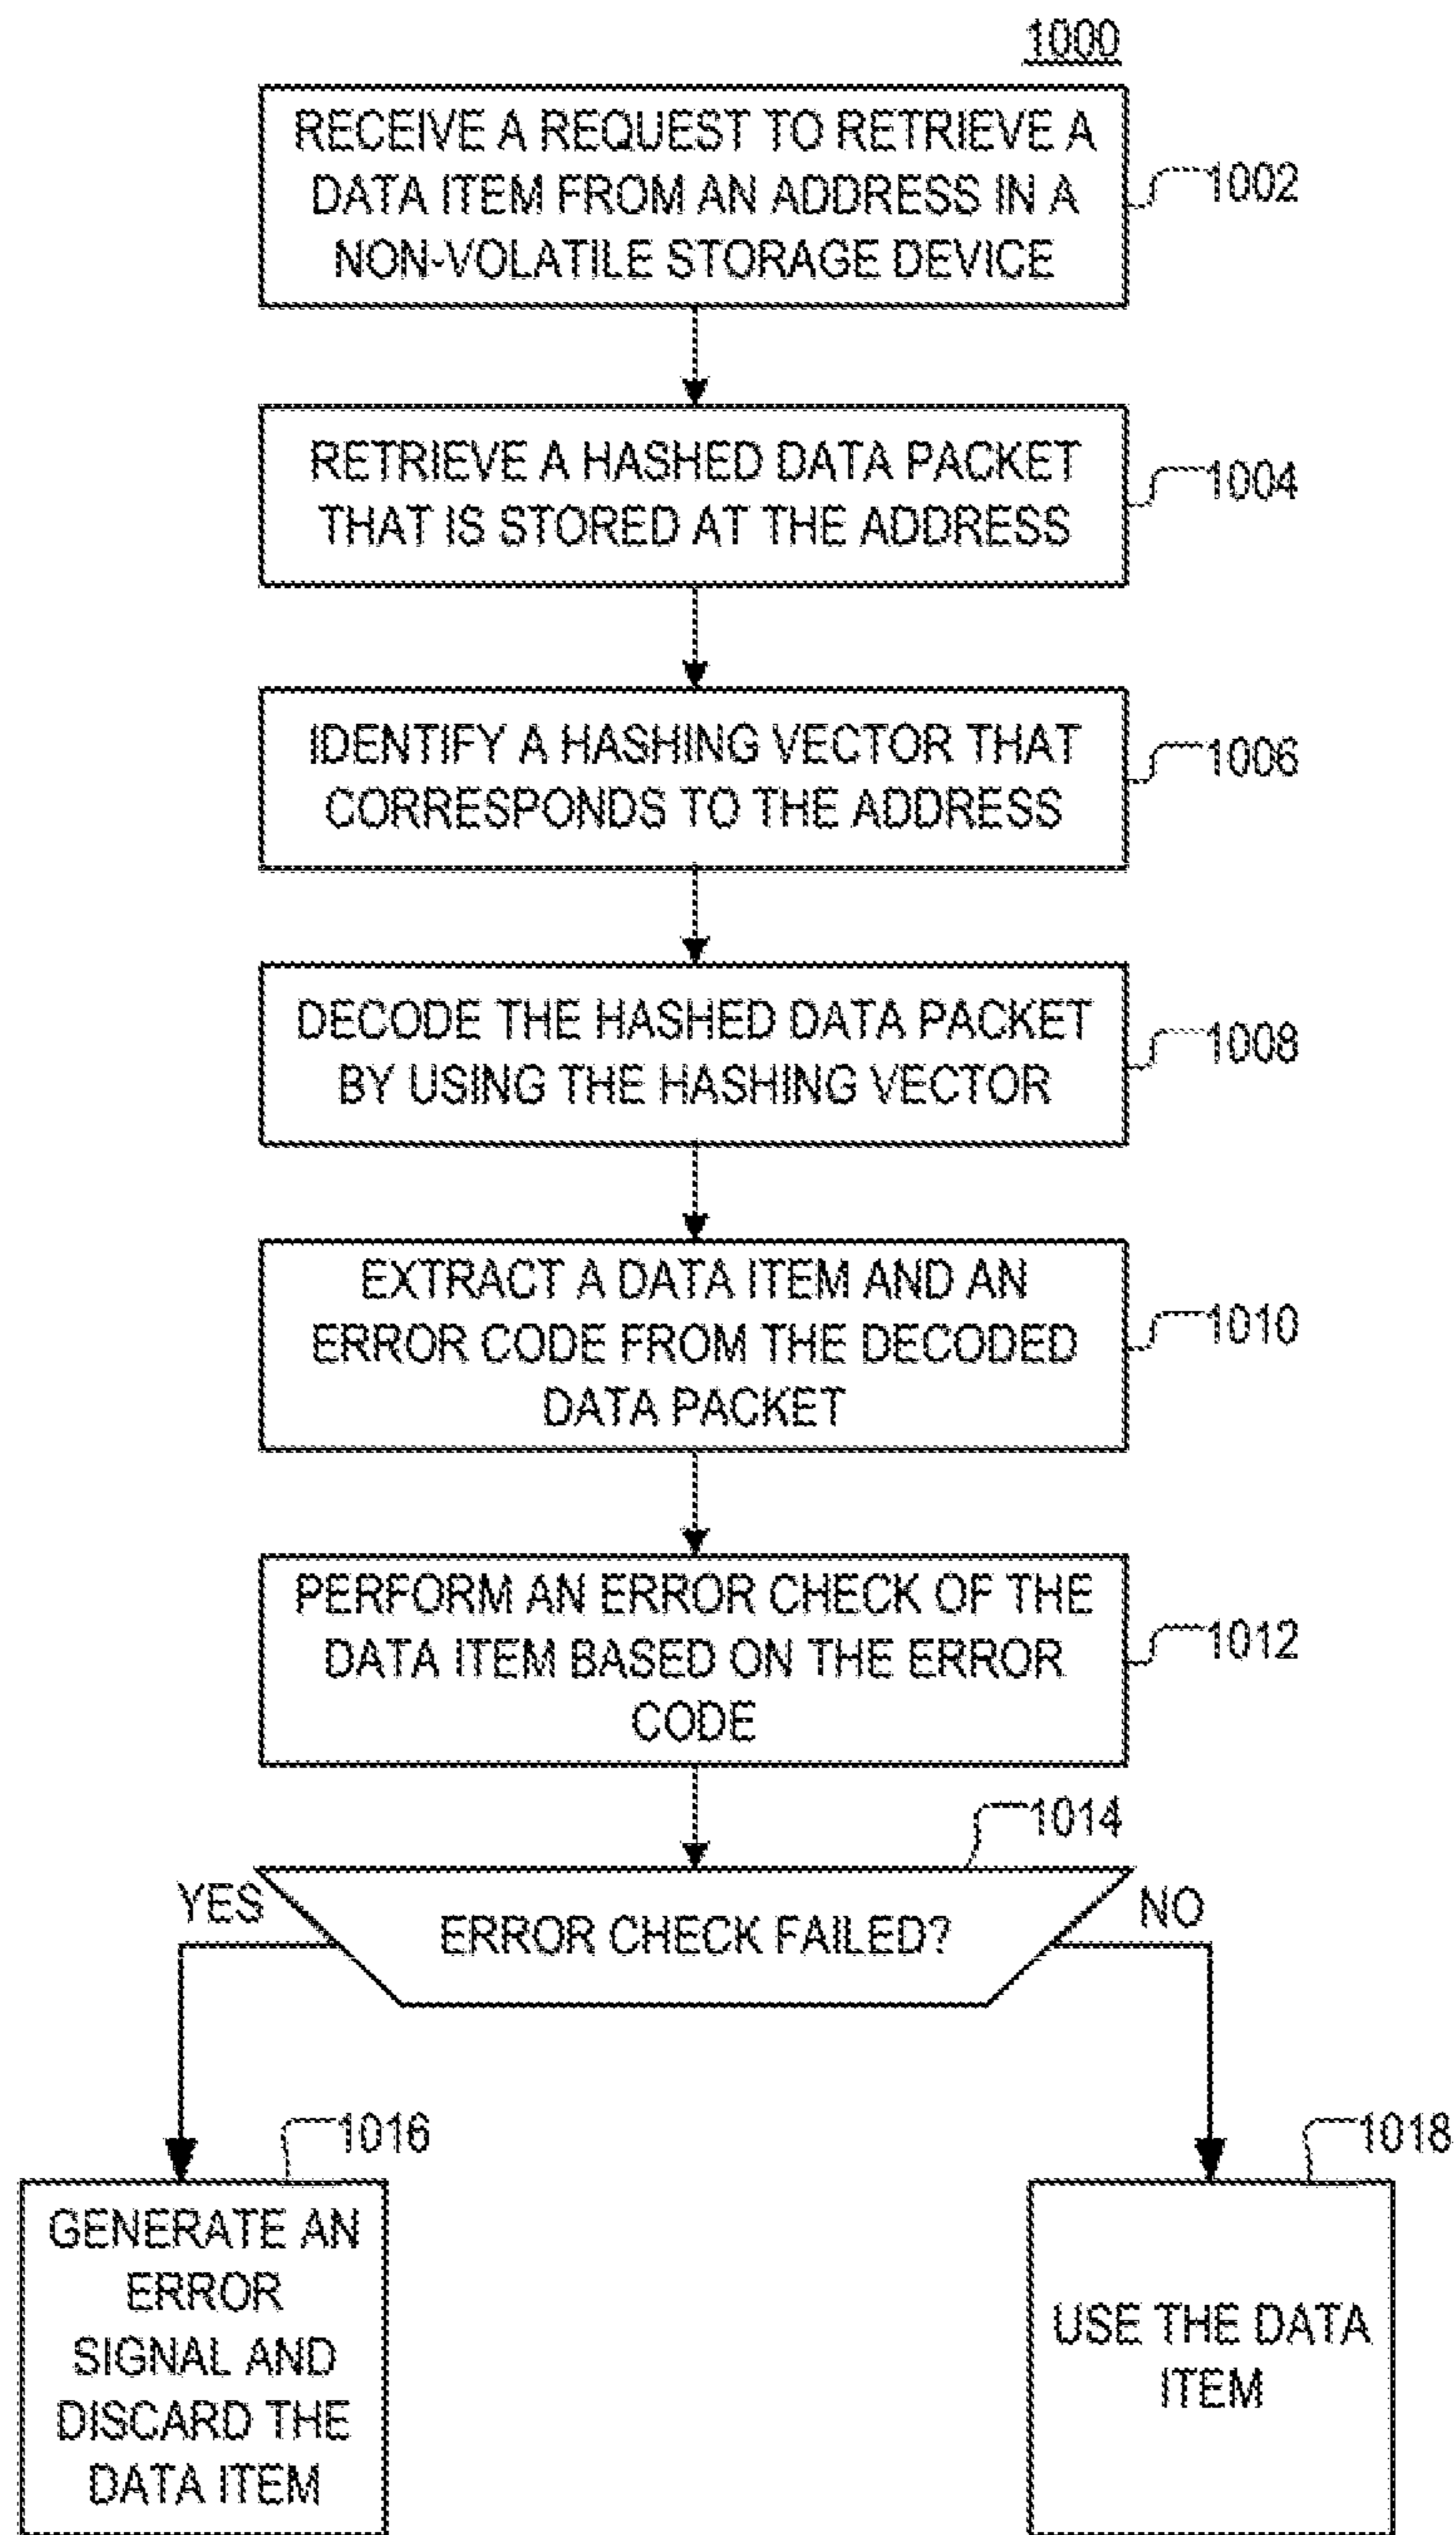 1000
RECEIVE A REQUEST TO RETRIEVE A
DATA ITEM FROM AN ADDRESS IN A
NON-VOLATILE STORAGE DEVICE
1002
RETRIEVE A HASHED DATA PACKET
THAT IS STORED AT THE ADDRESS
1004
IDENTIFY A HASHING VECTOR THAT
CORRESPONDS TO THE ADDRESS
1006
DECODE THE HASHED DATA PACKET
BY USING THE HASHING VECTOR
1008
EXTRACT A DATA ITEM AND AN
ERROR CODE FROM THE DECODED
DATA PACKET
1010
PERFORM AN ERROR CHECK OF THE
DATA ITEM BASED ON THE ERROR
CODE
1012
1014
YES
ERROR CHECK FAILED?
NO
1016
GENERATE AN
ERROR
SIGNAL AND
DISCARD THE
DATA ITEM
1018
USE THE DATA
ITEM